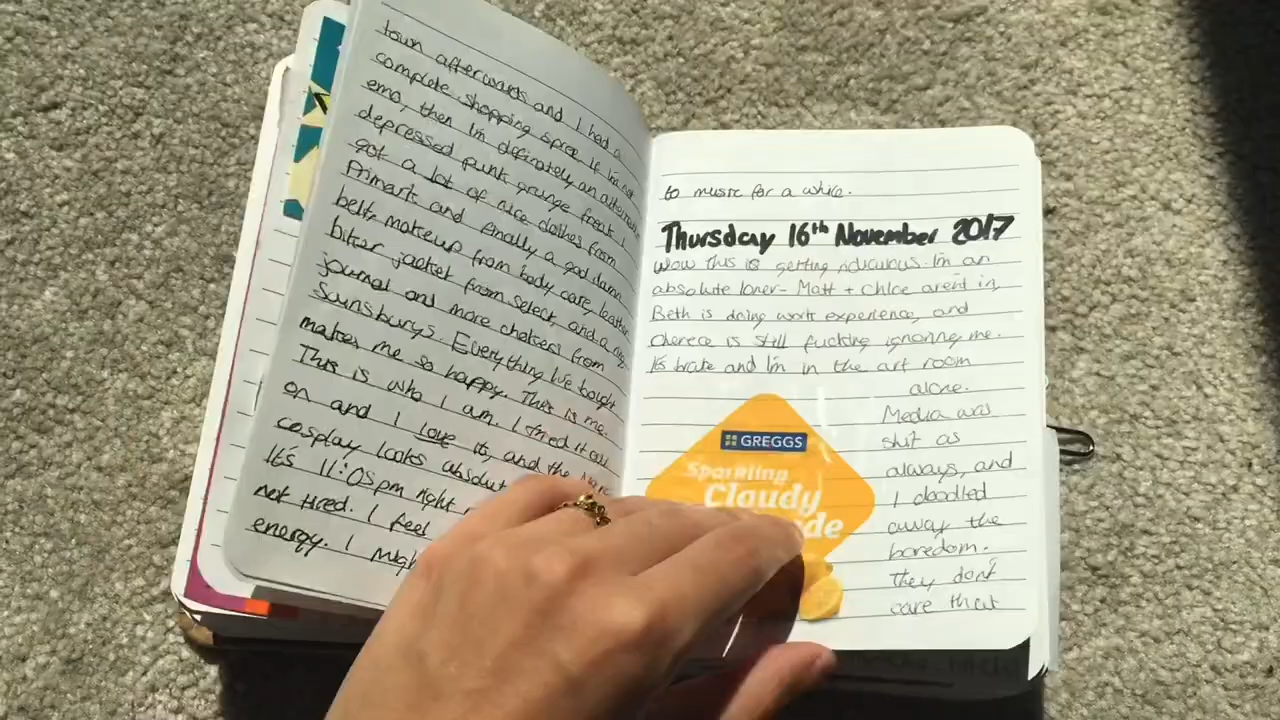 town afterwards and I had a
complete shopping spree. If I'm not
emo, then I'm definately an alternative
depressed punk grunge freak. I
got a lot of nice clothes from
Primark and finally a god damn
belt, makeup from body care, leather
biker jacket from select, and a new
journal and more chokers from
Sainsburys. Everything I've bought
makes me so happy. This is me.
This is who I am. I tried it all
on and I love it, and the
cosplay looks absolut
It's 11:05pm right
not tired. I feel
energy. I migh
to music for a while.
Thursday 16th November 2017
Wow this is getting ridiculous. I'm an
absolute loner- Matt + Chloe arent in,
Beth is doing work experience, and
cherece is still fucking ignoring me.
It's brake and I'm in the art room
alone.
Media was
shit as
always, and
I doodled
away the
boredom.
They don't
care that
GREGGS
Sparkling
Cloudy
de